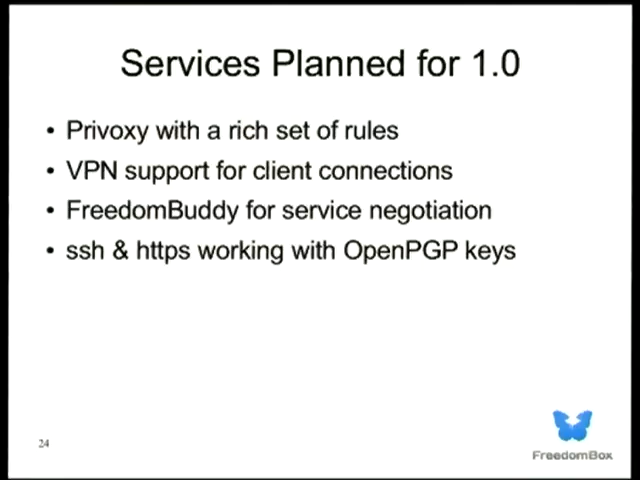 Services Planned for 1.0
• Privoxy with a rich set of rules
• VPN support for client connections
• FreedomBuddy for service negotiation
• ssh & https working with OpenPGP keys
24
FreedomBox